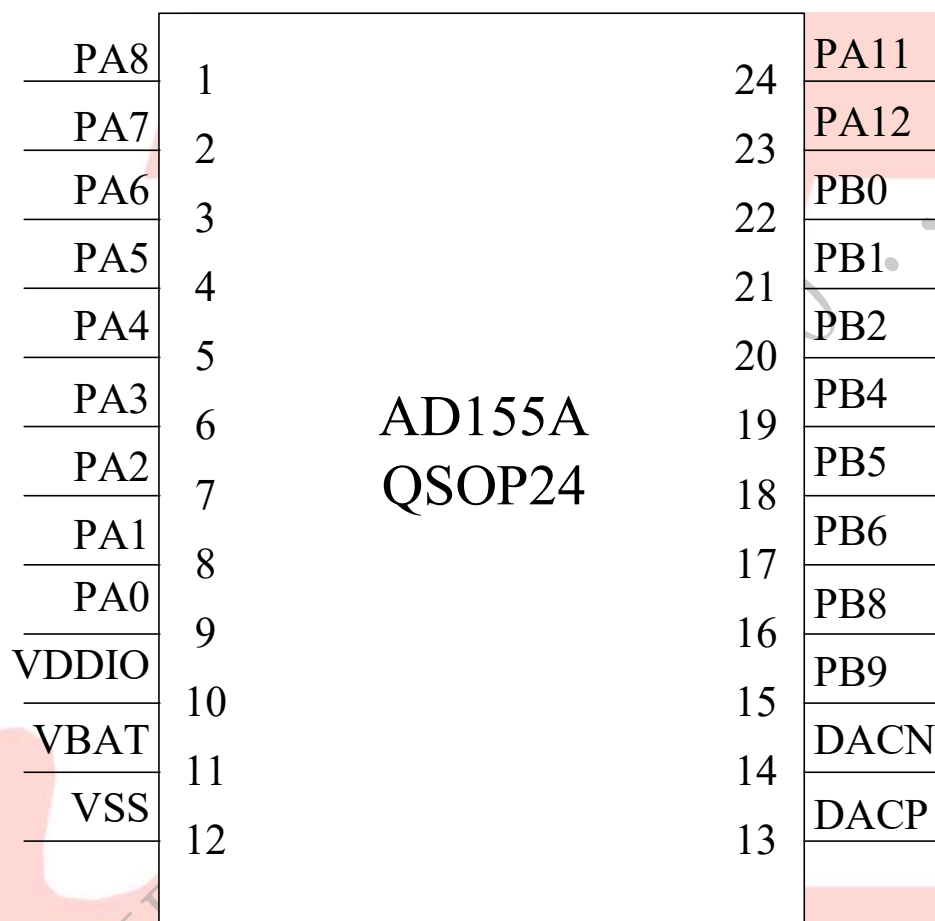 PA8 1 24 PA11
PA7 2 23 PA12
PA6 3 22 PB0
PA5 4 21 PB1
PA4 5 20 PB2
PA3 6 19 PB4
PA2 7 18 PB5
PA1 8 17 PB6
PA0 9 16 PB8
VDDIO 10 15 PB9
VBAT 11 14 DACN
VSS 12 13 DACP
AD155A
QSOP24